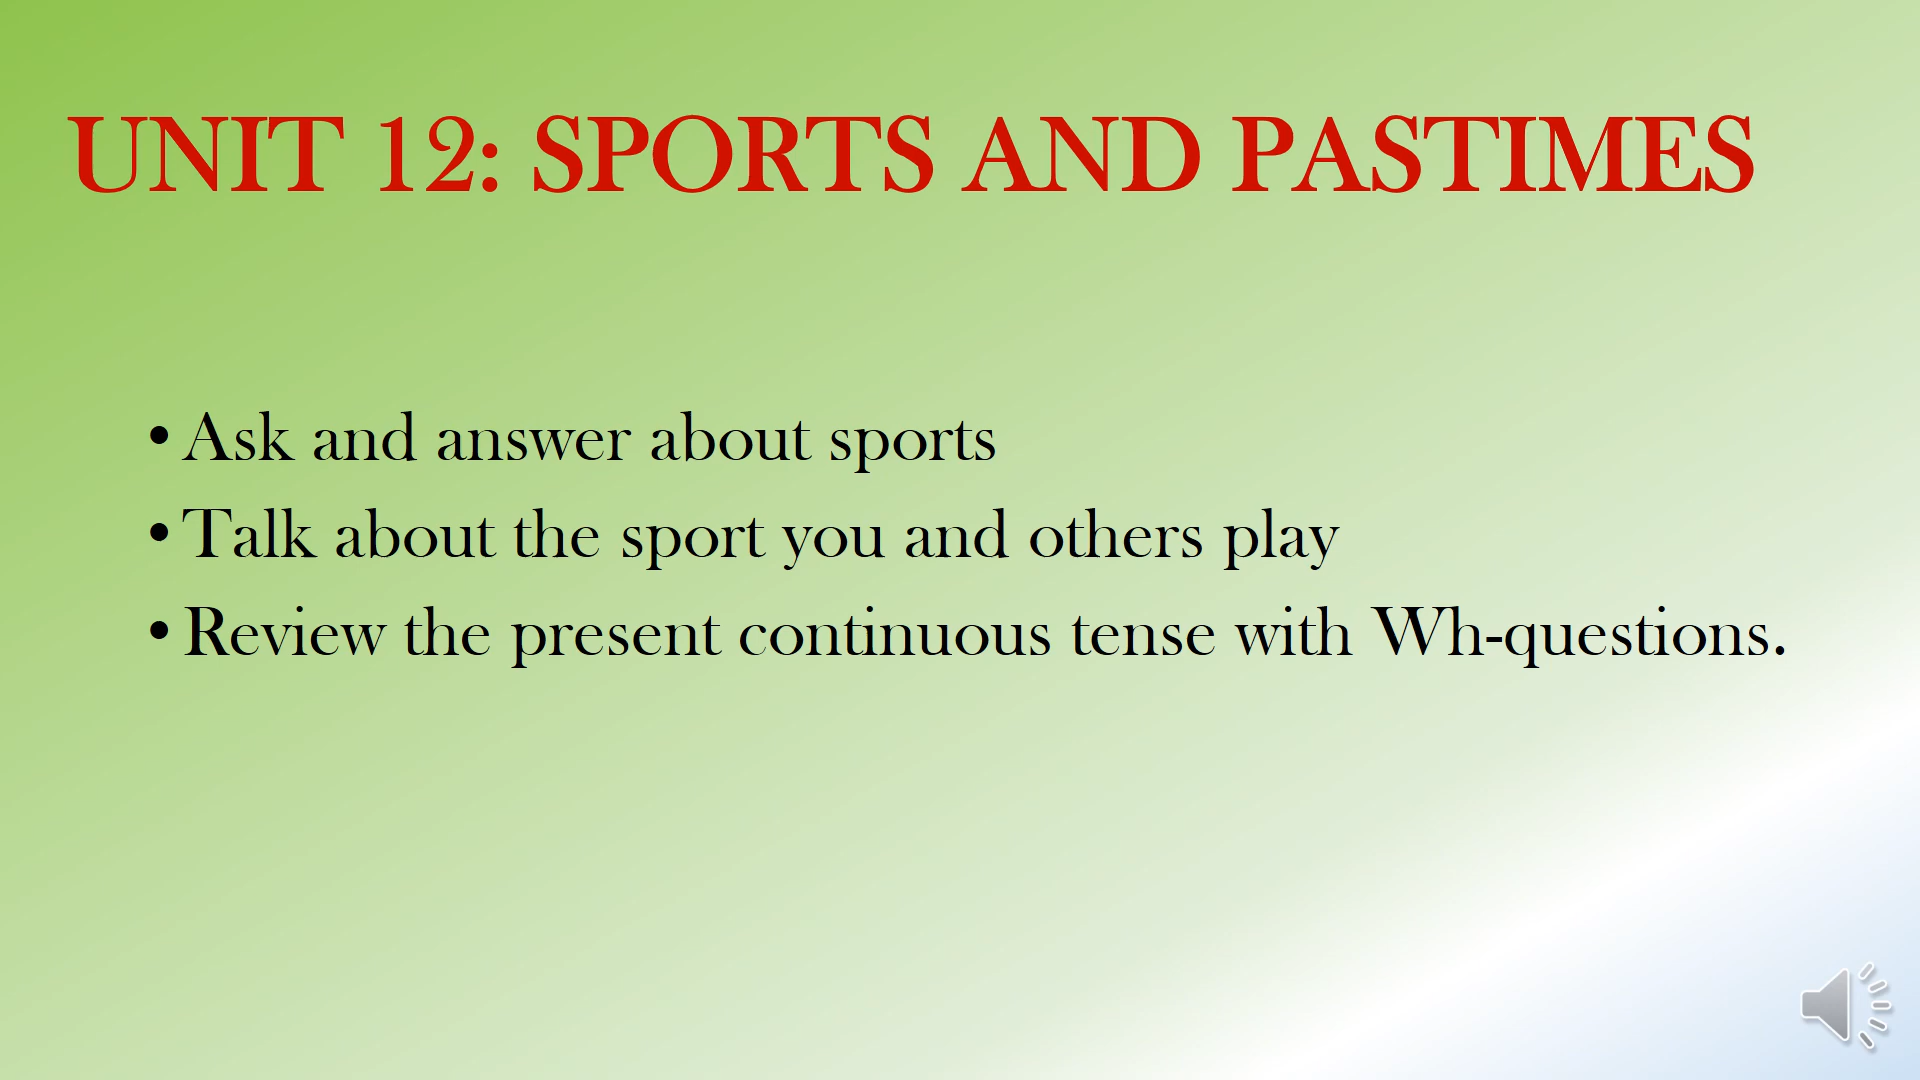 UNIT 12: SPORTS AND PASTIMES
• Ask and answer about sports
• Talk about the sport you and others play
• Review the present continuous tense with Wh-questions.